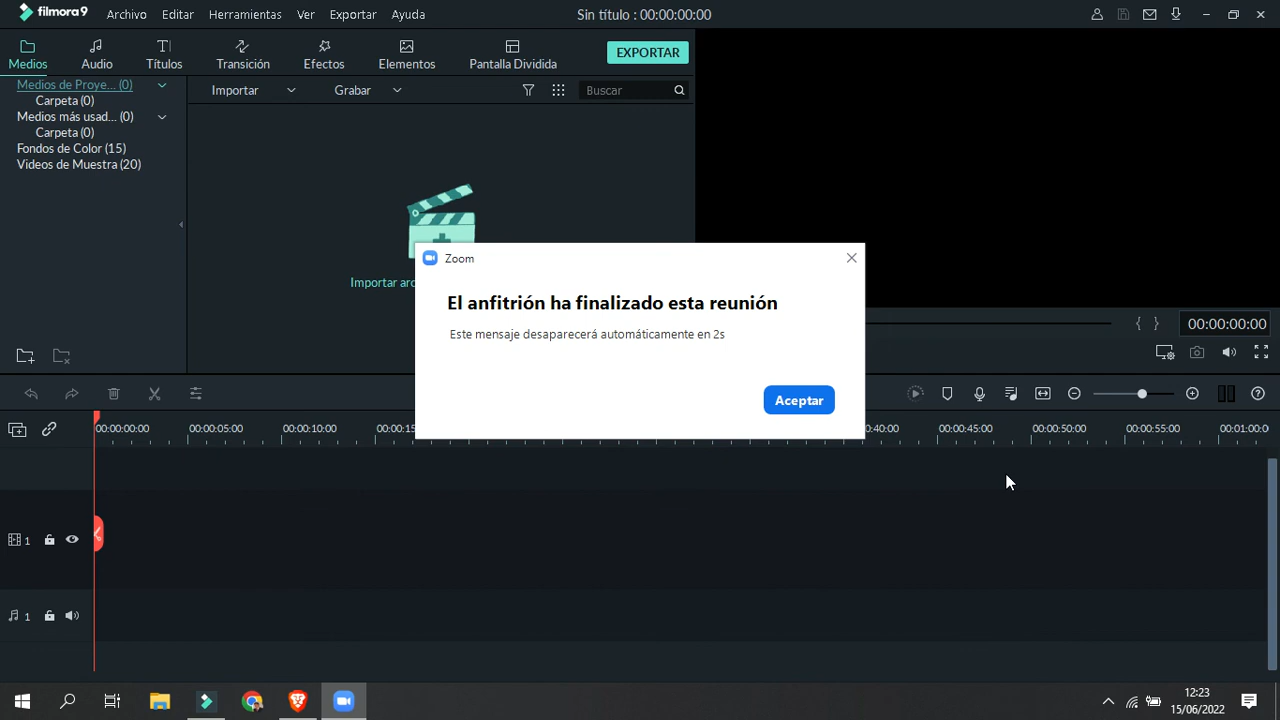 filmora9
Archivo Editar Herramientas Ver Exportar Ayuda
Sin título : 00:00:00:00
Medios Audio Títulos Transición Efectos Elementos Pantalla Dividida
EXPORTAR
Medios de Proye... (0)
Carpeta (0)
Medios más usad... (0)
Carpeta (0)
Fondos de Color (15)
Videos de Muestra (20)
Importar Grabar Buscar
Importar arc
Zoom
El anfitrión ha finalizado esta reunión
Este mensaje desaparecerá automáticamente en 2s
Aceptar
{ } 00:00:00:00
00:00:00:00 00:00:05:00 00:00:10:00 00:00:15 0:40:00 00:00:45:00 00:00:50:00 00:00:55:00 00:01:00:0
1
1
12:23
15/06/2022